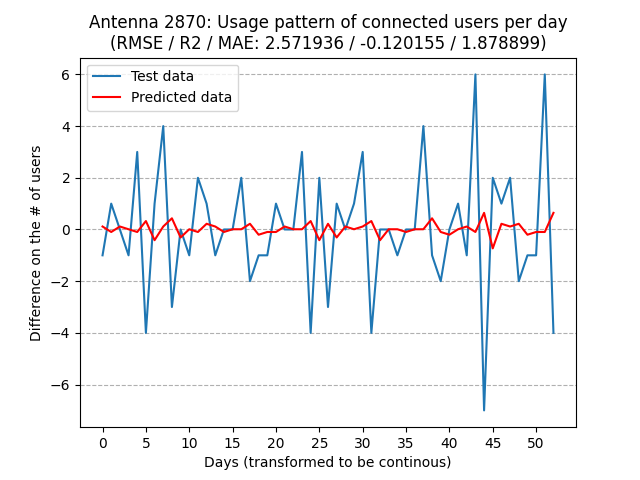 Antenna 2870: Usage pattern of connected users per day
(RMSE / R2 / MAE: 2.571936 / -0.120155 / 1.878899)
Test data
Predicted data
Difference on the # of users
6
4
2
0
−2
−4
−6
0 5 10 15 20 25 30 35 40 45 50
Days (transformed to be continous)